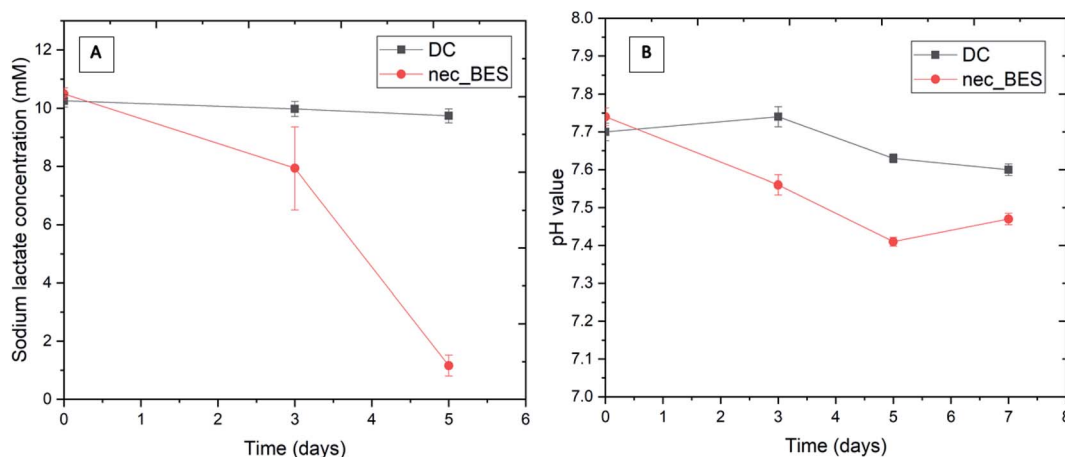 A
DC
nec_BES
Sodium lactate concentration (mM)
12
10
8
6
4
2
0
0 1 2 3 4 5 6
Time (days)
B
DC
nec_BES
pH value
8.0
7.9
7.8
7.7
7.6
7.5
7.4
7.3
7.2
7.1
7.0
0 1 2 3 4 5 6 7 8
Time (days)